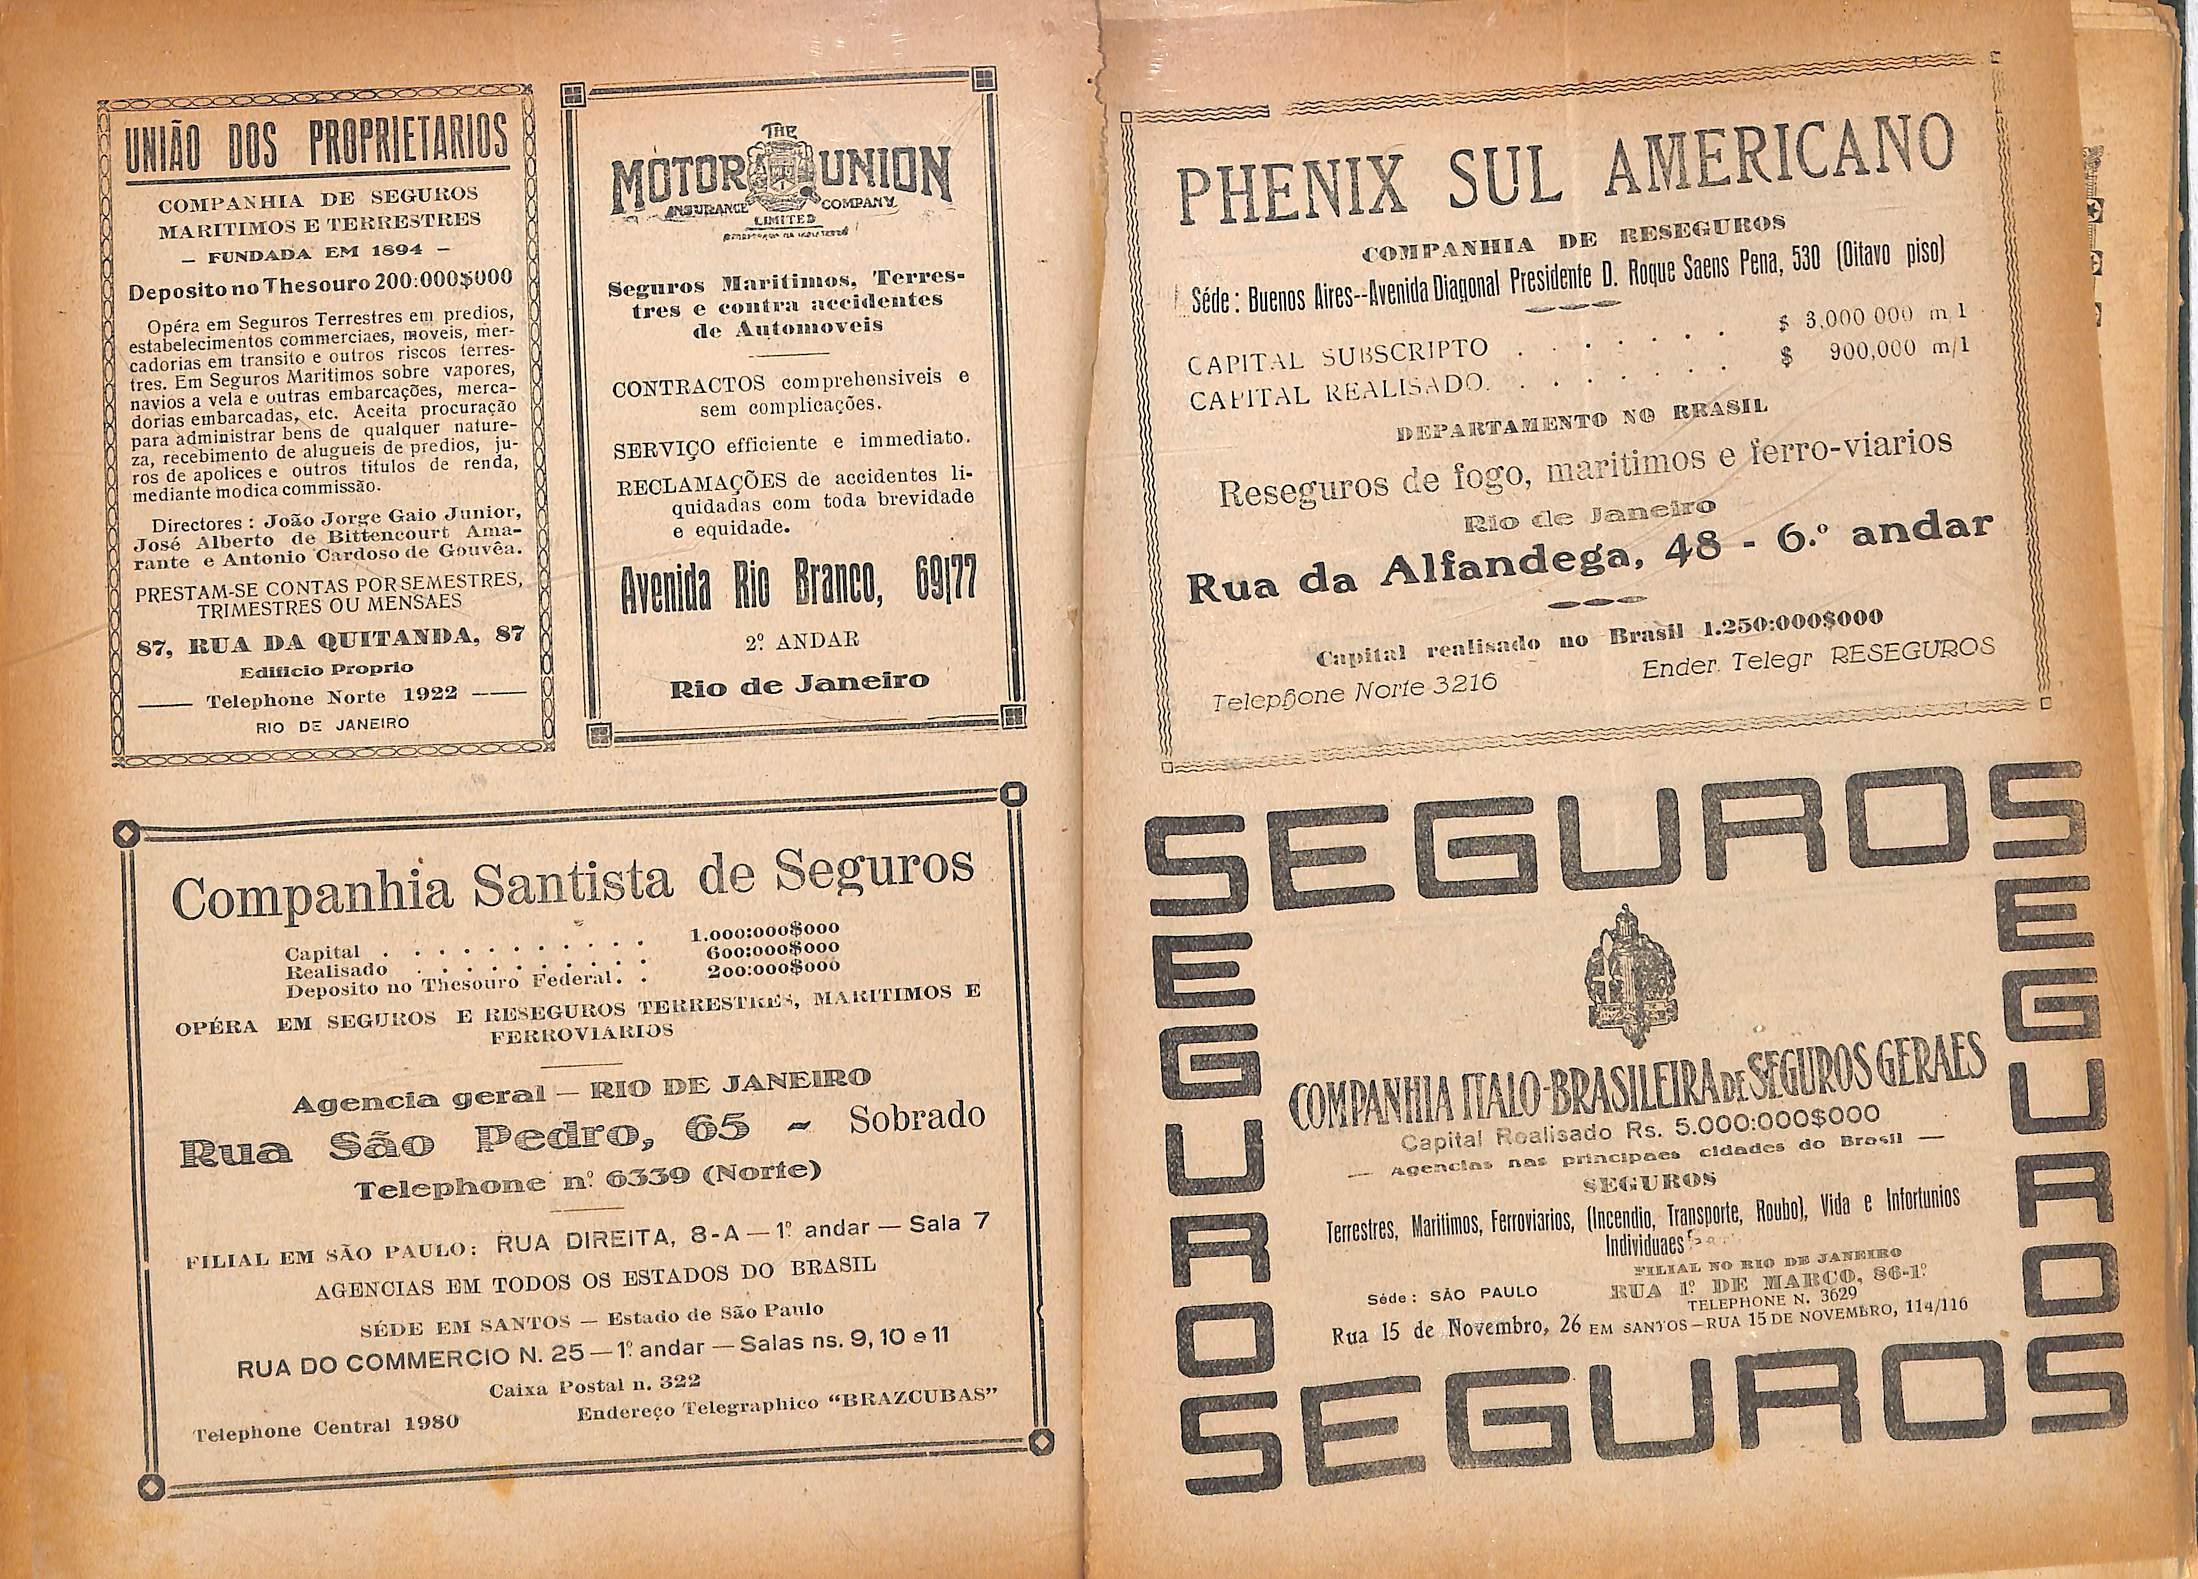 UNIÃO DOS PROPRIETARIOS
COMPANHIA DE SEGUROS
MARITIMOS E TERRESTRES
— FUNDADA EM 1894 —
Deposito no Thesouro 200:000$000
Opéra em Seguros Terrestres em predios,
estabelecimentos commerciaes, moveis, mer-
cadorias em transito e outros riscos terres-
tres. Em Seguros Maritimos sobre vapores,
navios a vela e outras embarcações, merca-
dorias embarcadas, etc. Aceita procuração
para administrar bens de qualquer nature-
za, recebimento de alugueis de predios, ju-
ros de apolices e outros titulos de renda,
mediante modica commissão.
Directores : João Jorge Gaio Junior,
José Alberto de Bittencourt Ama-
rante e Antonio Cardoso de Gouvêa.
PRESTAM-SE CONTAS POR SEMESTRES,
TRIMESTRES OU MENSAES
87, RUA DA QUITANDA, 87
Edificio Proprio
Telephone Norte 1922
RIO DE JANEIRO
THE
MOTOR UNION
INSURANCE COMPANY
LIMITED
Seguros Maritimos, Terres-
tres e contra accidentes
de Automoveis
CONTRACTOS comprehensiveis e
sem complicações.
SERVIÇO efficiente e immediato.
RECLAMAÇÕES de accidentes li-
quidadas com toda brevidade
e equidade.
Avenida Rio Branco, 69|77
2º ANDAR
Rio de Janeiro
Companhia Santista de Seguros
Capital . . . . . . . . . . 1.000:000$000
Realisado . . . . . . . . . 600:000$000
Deposito no Thesouro Federal. . 200:000$000
OPÉRA EM SEGUROS E RESEGUROS TERRESTRES, MARITIMOS E
FERROVIARIOS
Agencia geral — RIO DE JANEIRO
Rua São Pedro, 65 - Sobrado
Telephone nº 6339 (Norte)
FILIAL EM SÃO PAULO: RUA DIREITA, 8-A — 1º andar — Sala 7
AGENCIAS EM TODOS OS ESTADOS DO BRASIL
SÉDE EM SANTOS — Estado de São Paulo
RUA DO COMMERCIO N. 25 — 1º andar — Salas ns. 9, 10 e 11
Caixa Postal n. 322
Telephone Central 1980
Endereço Telegraphico “BRAZCUBAS”
PHENIX SUL AMERICANO
COMPANHIA DE RESEGUROS
Séde : Buenos Aires--Avenida Diagonal Presidente D. Roque Saens Pena, 530 (Oitavo piso)
CAPITAL SUBSCRIPTO . . . . . . . $ 3,000 000 m/l
CAPITAL REALISADO. . . . . . . . $ 900,000 m/l
DEPARTAMENTO NO BRASIL
Reseguros de fogo, maritimos e ferro-viarios
Rio de Janeiro
Rua da Alfandega, 48 - 6.º andar
Capital realisado no Brasil 1.250:000$000
Telephone Norte 3216
Ender. Telegr RESEGUROS
SEGUROS
SEGUROS
SEGUROS
COMPANHIA ITALO-BRASILEIRA DE SEGUROS GERAES
Capital Realisado Rs. 5.000:000$000
— Agencias nas principaes cidades do Brasil —
SEGUROS
Terrestres, Maritimos, Ferroviarios, (Incendio, Transporte, Roubo), Vida e Infortunios
Individuaes
Séde : SÃO PAULO
Rua 15 de Novembro, 26
FILIAL NO RIO DE JANEIRO
RUA 1º DE MARÇO, 86-1º
TELEPHONE N. 3629
EM SANTOS — RUA 15 DE NOVEMBRO, 114/116
SEGUROS